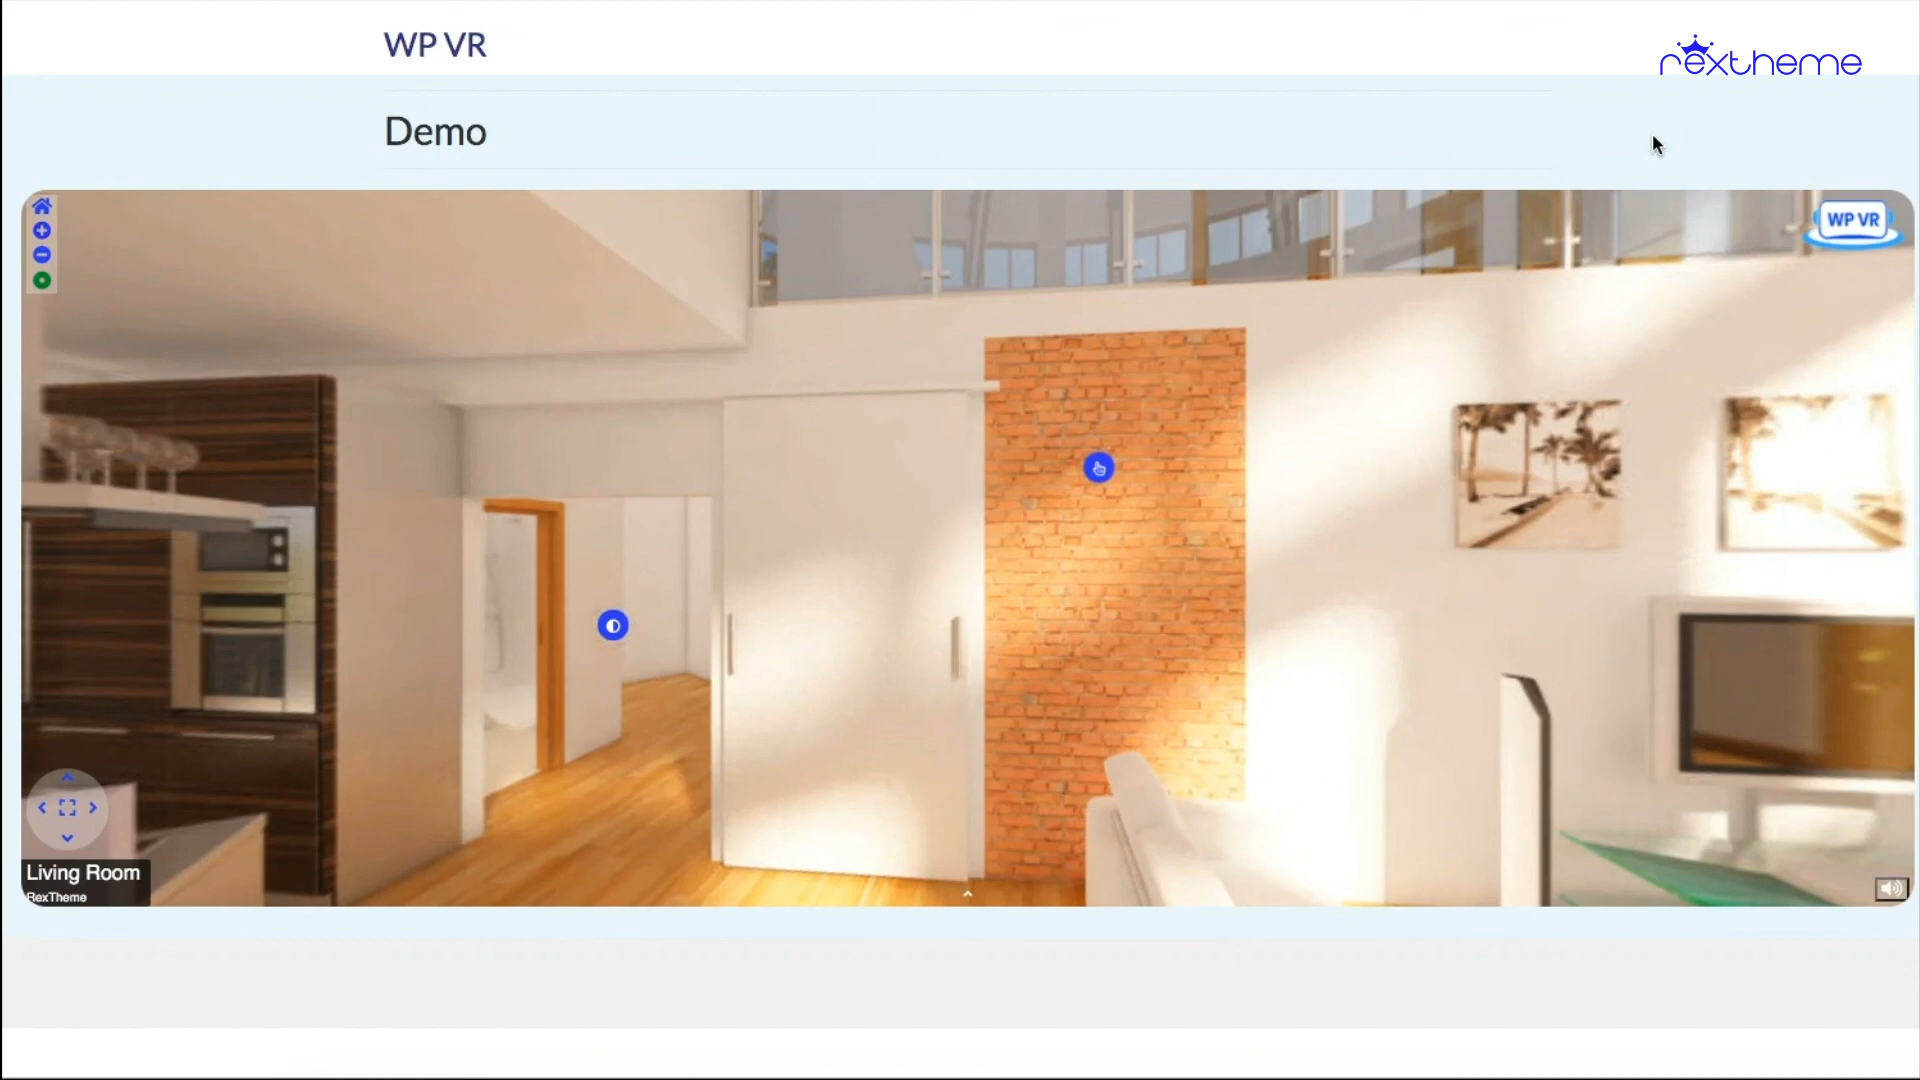 WP VR
rextheme
Demo
WP VR
Living Room
RexTheme